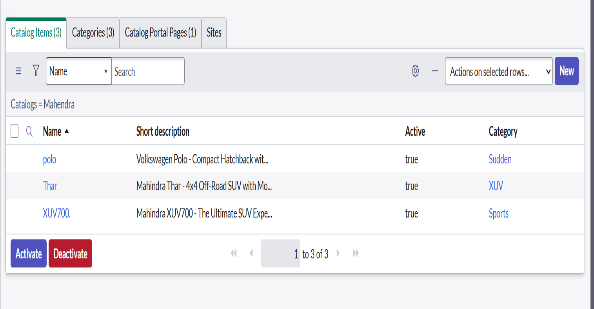 Catalog Items (3) Categories (3) Catalog Portal Pages (1) Sites
Name Search Actions on selected rows... New
Catalogs = Mahendra
Name Short description Active Category
polo Volkswagen Polo - Compact Hatchback wit... true Sudden
Thar Mahindra Thar - 4x4 Off-Road SUV with Mo... true XUV
XUV700. Mahindra XUV700 - The Ultimate SUV Expe... true Sports
Activate Deactivate 1 to 3 of 3